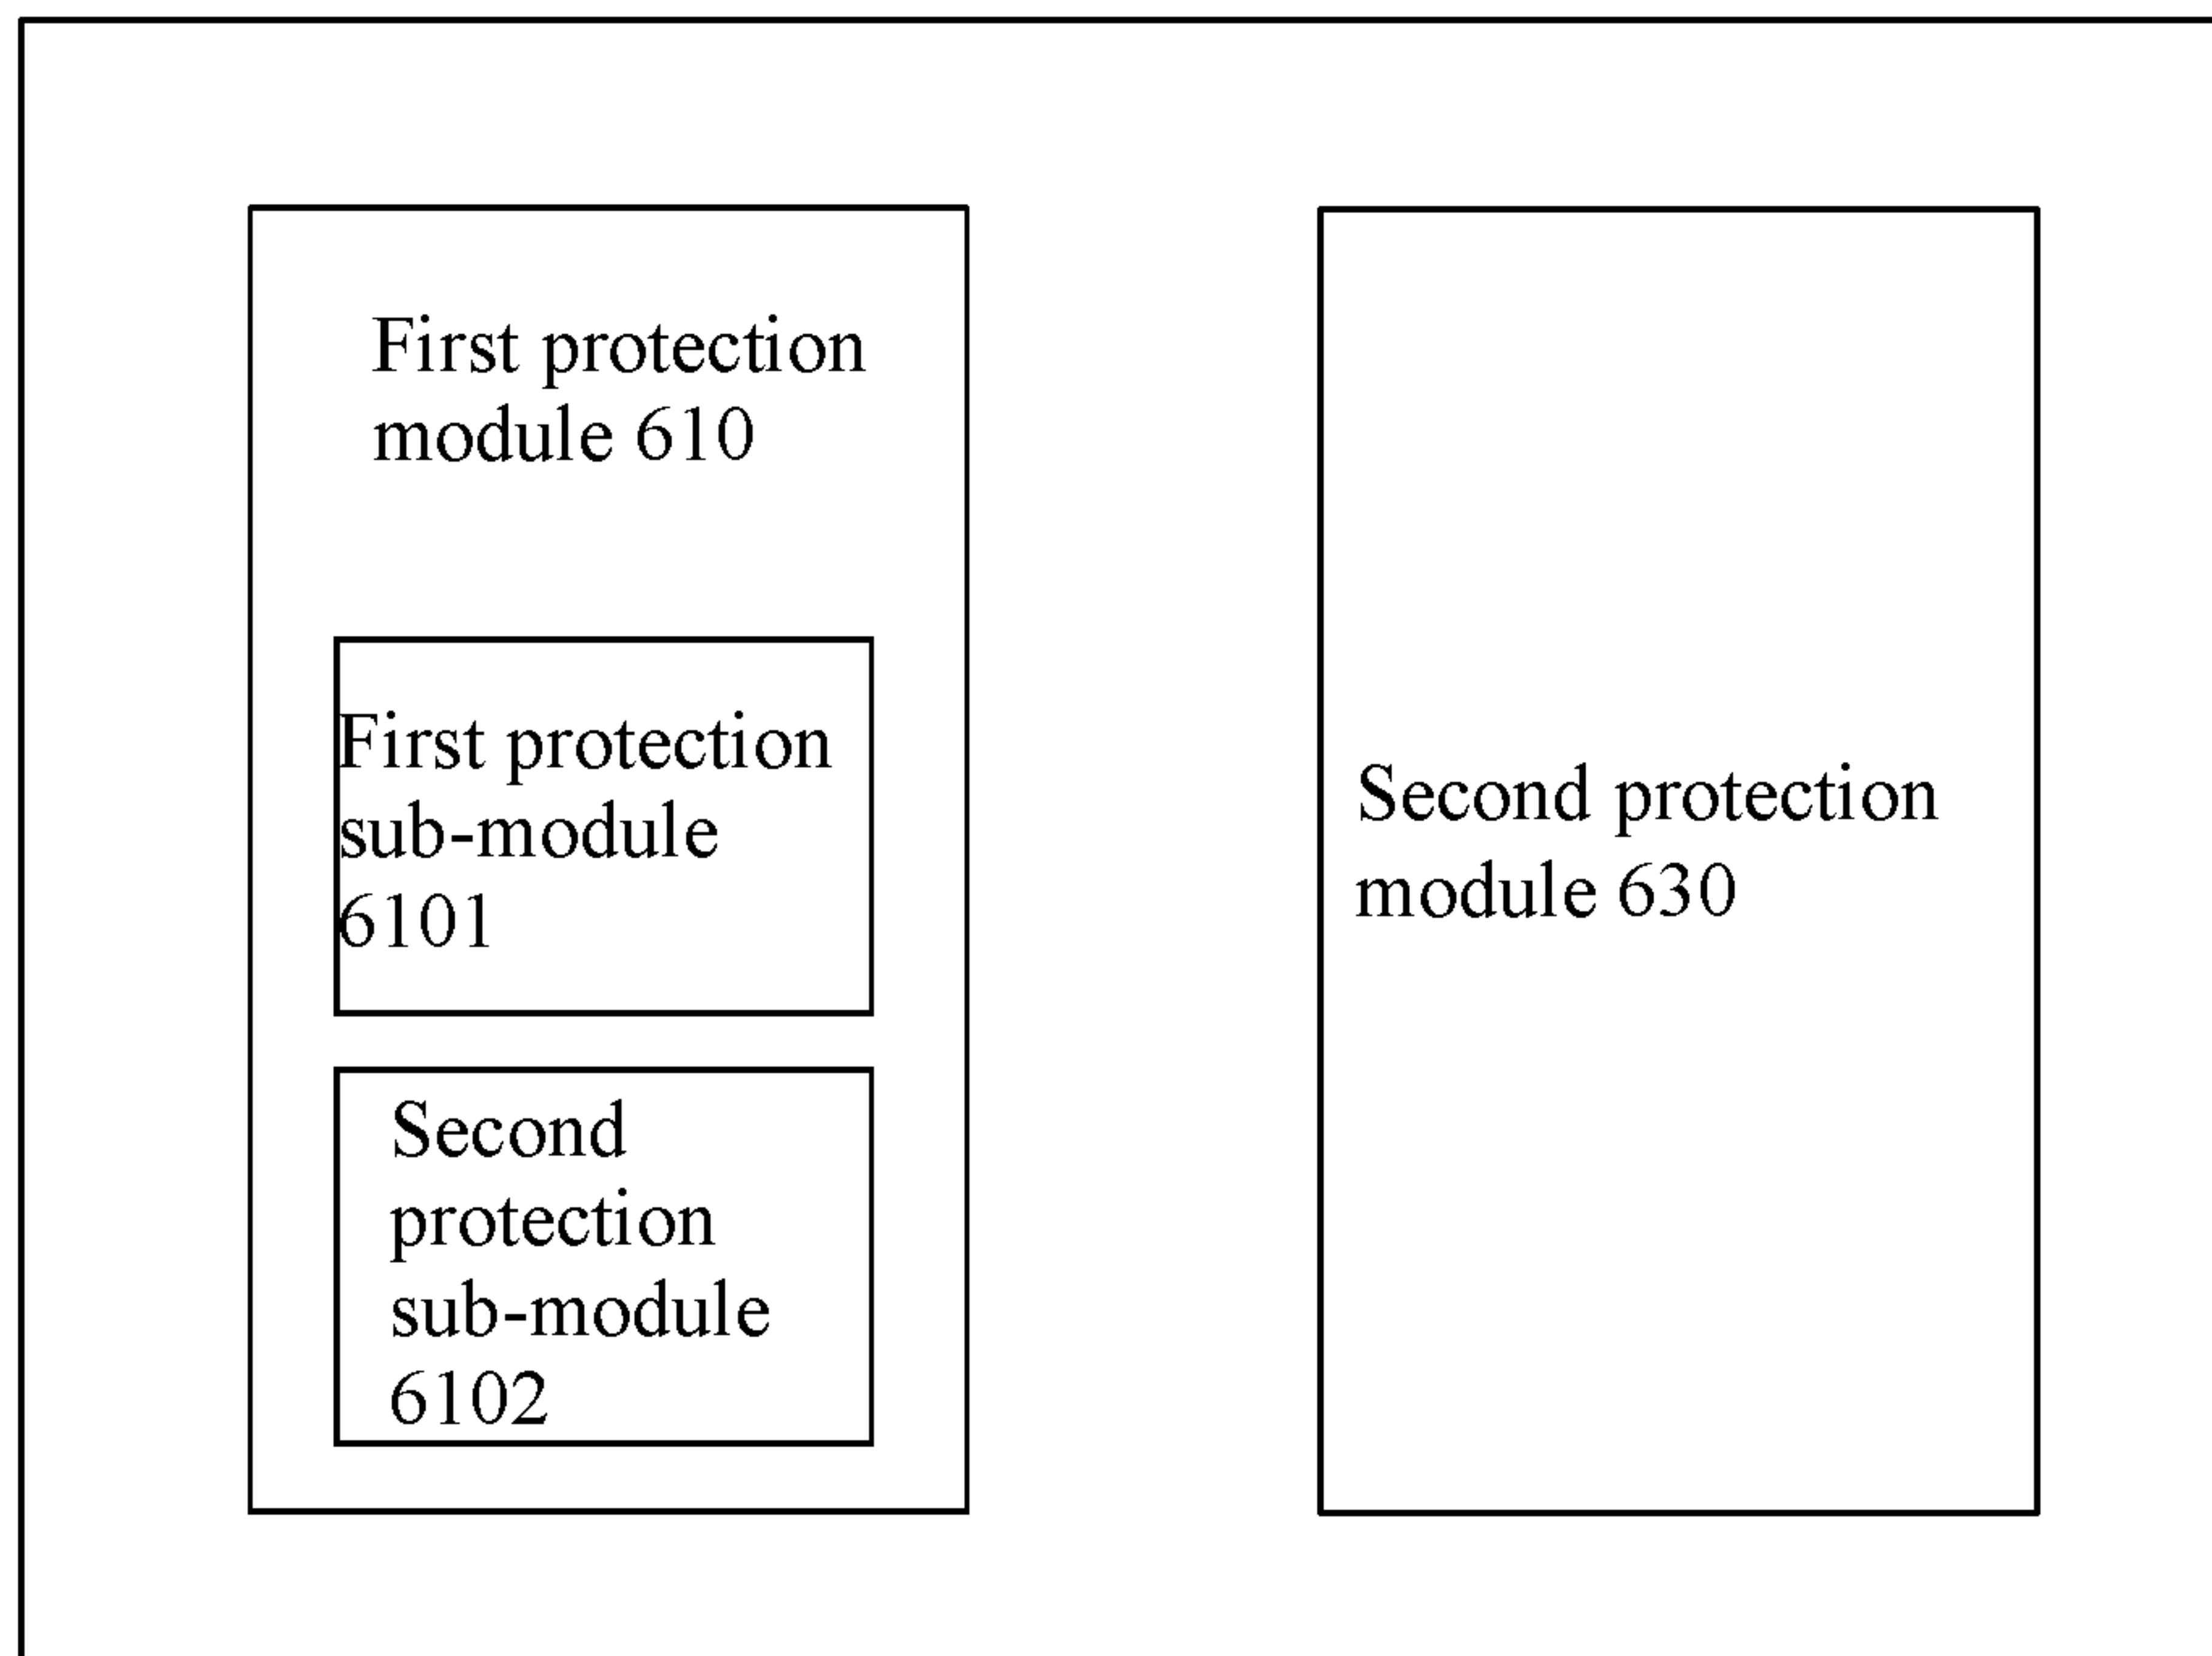 First protection
module 610
First protection
sub-module
6101
Second
protection
sub-module
6102
Second protection
module 630